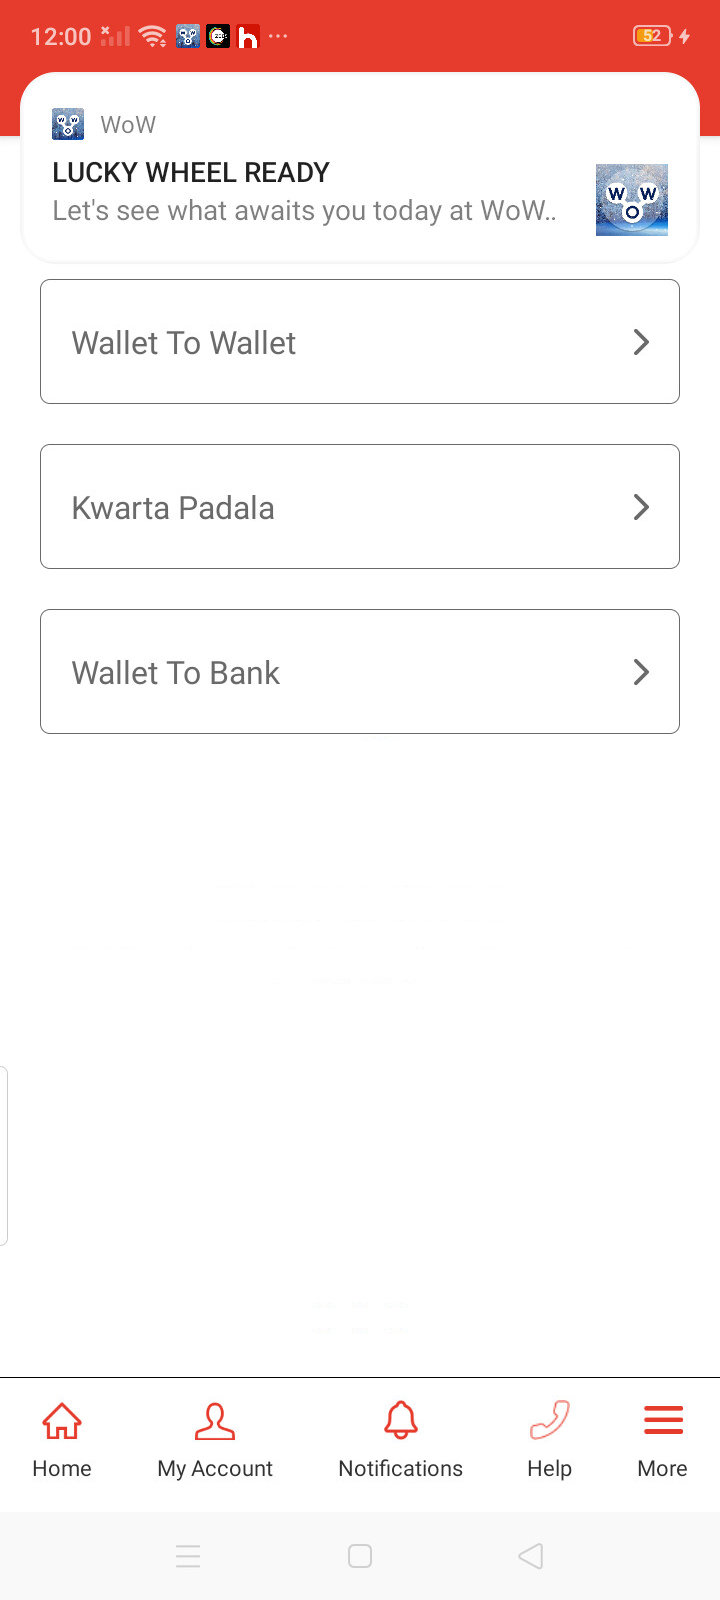 12:00
52
WoW
LUCKY WHEEL READY
Let's see what awaits you today at WoW..
W W
O
Wallet To Wallet
Kwarta Padala
Wallet To Bank
Home
My Account
Notifications
Help
More